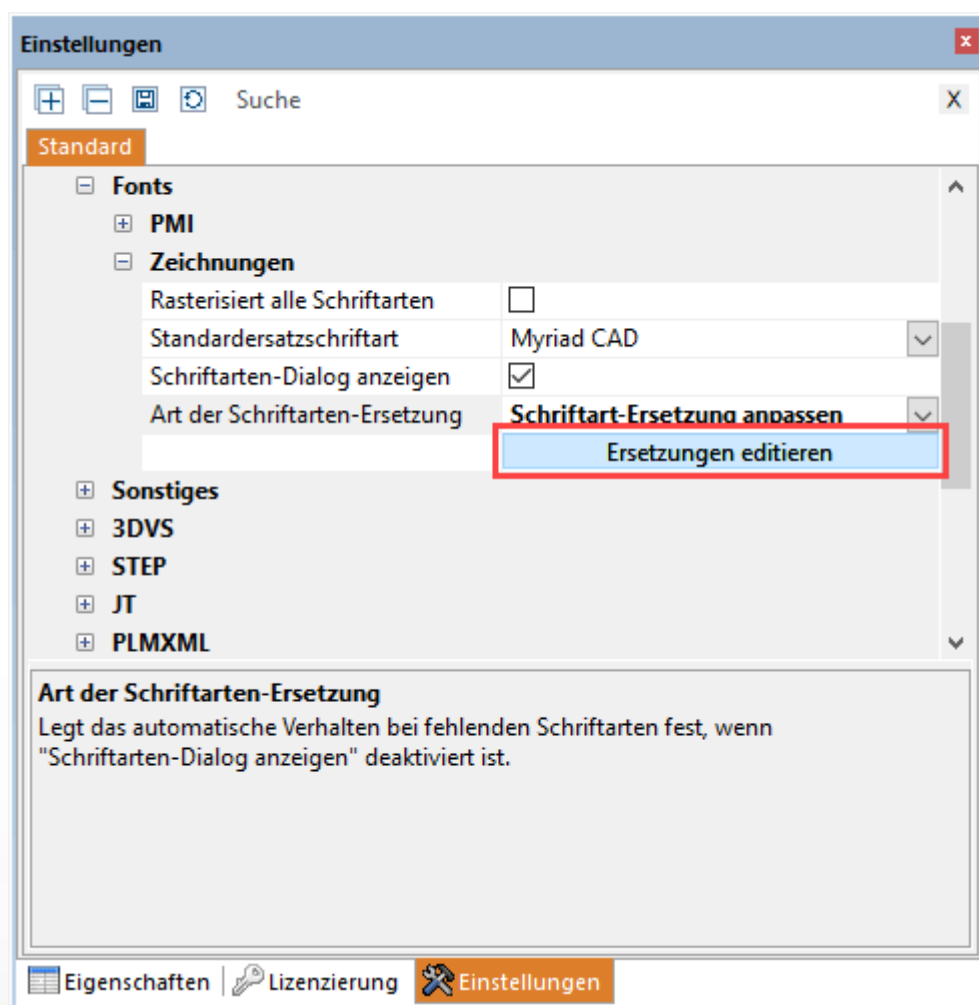 Einstellungen
x
Suche
X
Standard
Fonts
PMI
Zeichnungen
Rasterisiert alle Schriftarten
Standardersatzschriftart Myriad CAD
Schriftarten-Dialog anzeigen
Art der Schriftarten-Ersetzung Schriftart-Ersetzung anpassen
Ersetzungen editieren
Sonstiges
3DVS
STEP
JT
PLMXML
Art der Schriftarten-Ersetzung
Legt das automatische Verhalten bei fehlenden Schriftarten fest, wenn
"Schriftarten-Dialog anzeigen" deaktiviert ist.
Eigenschaften Lizenzierung Einstellungen